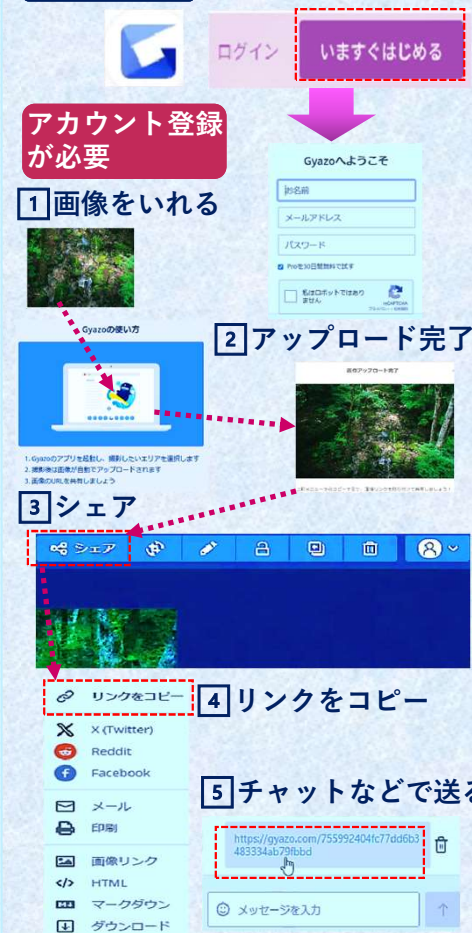 ログイン
いますぐはじめる
アカウント登録
が必要
Gyazoへようこそ
お名前
メールアドレス
パスワード
Proを30日間無料で試す
私はロボットではあり
ません
reCAPTCHA
1 画像をいれる
Gyazoの使い方
1. Gyazoのアプリを起動し、撮影したいエリアを選択します
2. 撮影後は画像が自動でアップロードされます
3. 画像のURLを共有しましょう
2 アップロード完了
アップロード完了
3 シェア
シェア
リンクをコピー
4 リンクをコピー
X (Twitter)
Reddit
Facebook
メール
印刷
画像リンク
HTML
マークダウン
ダウンロード
5 チャットなどで送る
https://gyazo.com/755992404fc77dd6b3
483334ab79fbbd
メッセージを入力